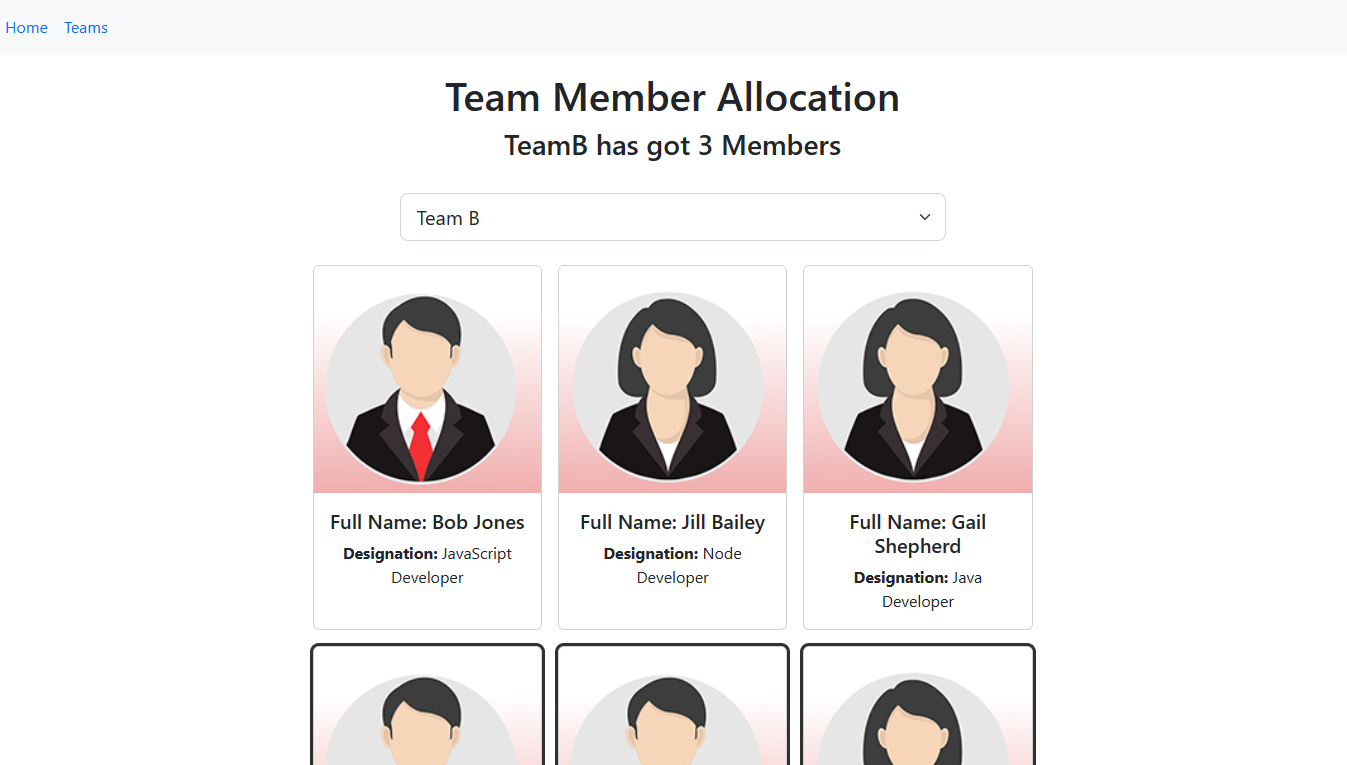 Home Teams
Team Member Allocation
TeamB has got 3 Members
Team B
Full Name: Bob Jones
Designation: JavaScript
Developer
Full Name: Jill Bailey
Designation: Node
Developer
Full Name: Gail
Shepherd
Designation: Java
Developer